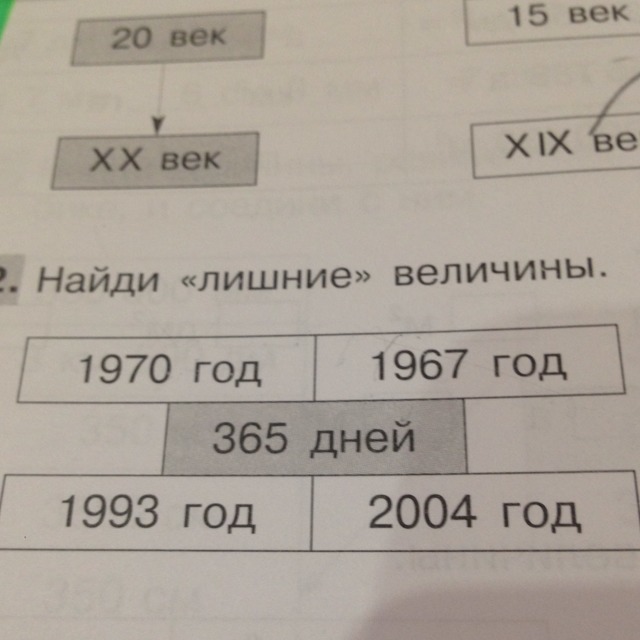 20 век 15 век
XX век XIX ве
2. Найди «лишние» величины.
1970 год 1967 год
365 дней
1993 год 2004 год